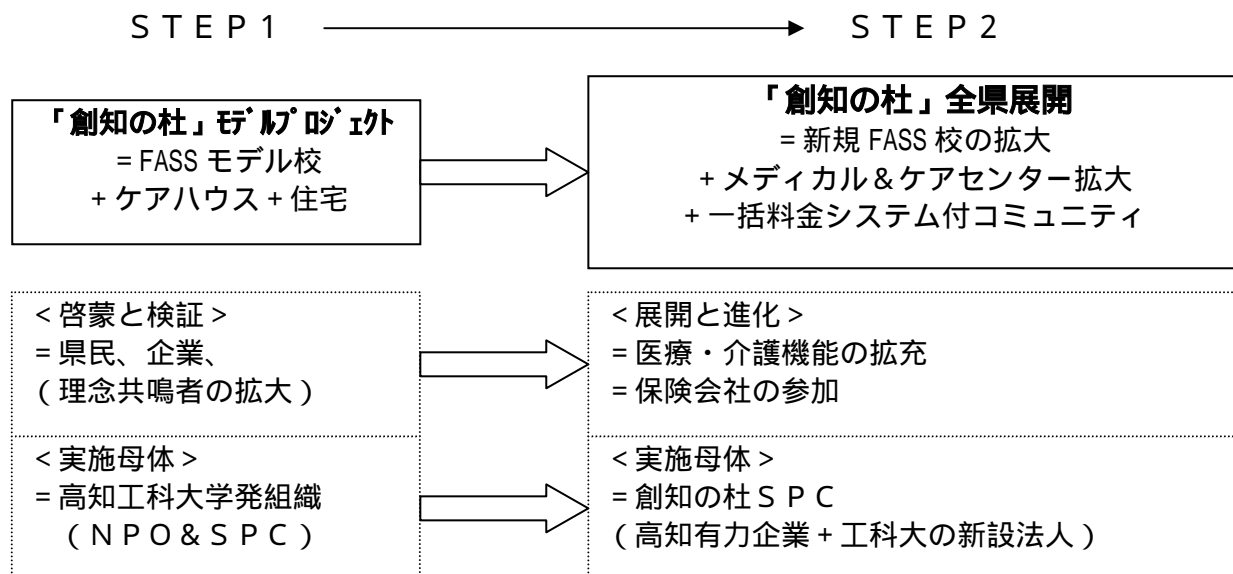 ＳＴＥＰ１
ＳＴＥＰ２
「創知の杜」ﾓﾃﾞﾙﾌﾟﾛｼﾞｪｸﾄ
= FASS モデル校
+ ケアハウス + 住宅
「創知の杜」全県展開
= 新規 FASS 校の拡大
+ メディカル＆ケアセンター拡大
+ 一括料金システム付コミュニティ
< 啓蒙と検証 >
= 県民、企業、
( 理念共鳴者の拡大 )
< 展開と進化 >
= 医療・介護機能の拡充
= 保険会社の参加
< 実施母体 >
= 高知工科大学発組織
( ＮＰＯ＆ＳＰＣ )
< 実施母体 >
= 創知の杜ＳＰＣ
( 高知有力企業 + 工科大の新設法人 )